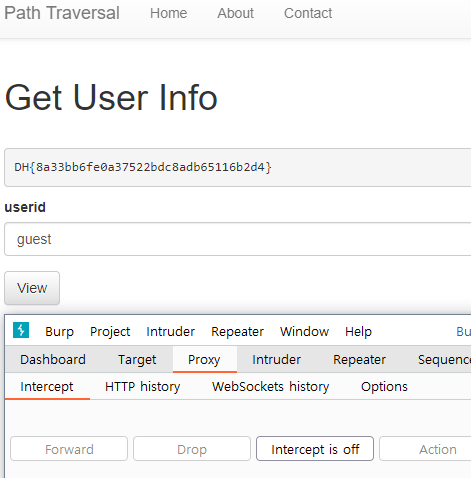 Path Traversal Home About Contact
Get User Info
DH{8a33bb6fe0a37522bdc8adb65116b2d4}
userid
guest
View
Burp Project Intruder Repeater Window Help Bu
Dashboard Target Proxy Intruder Repeater Sequence
Intercept HTTP history WebSockets history Options
Forward Drop Intercept is off Action